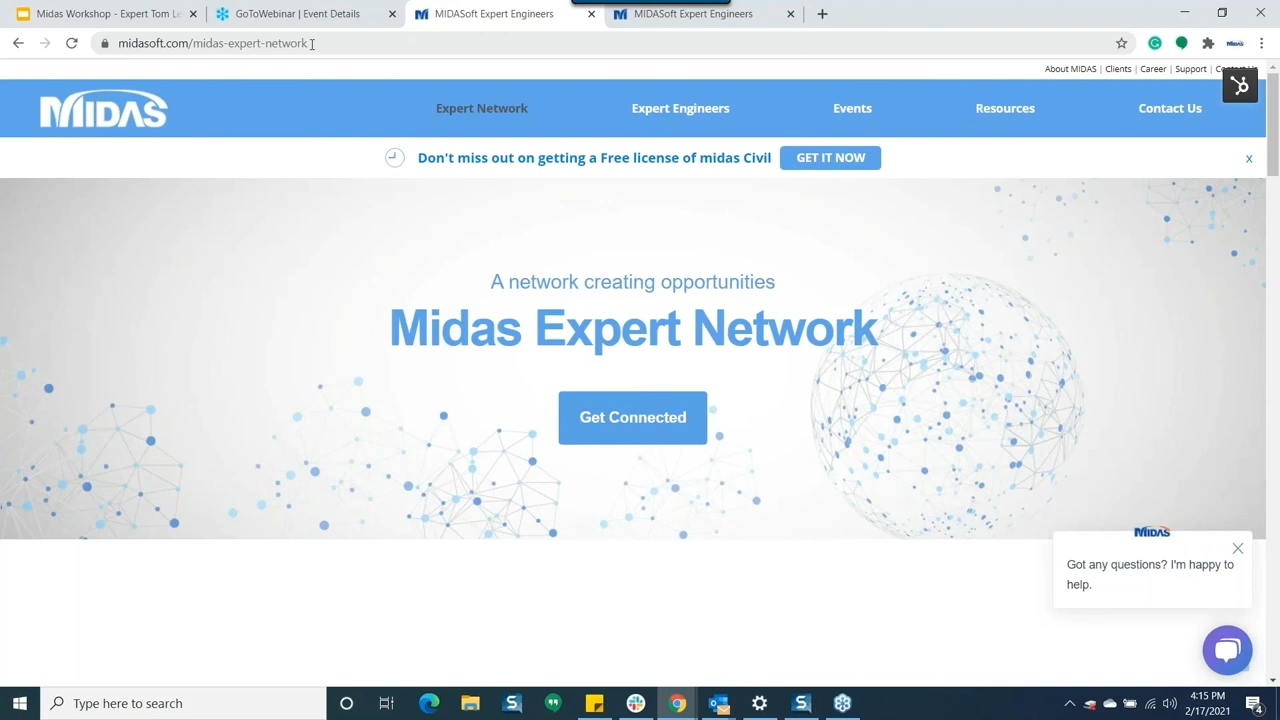 Midas Workshop - Expert Tom Le
GoToWebinar | Event Details
MIDASoft Expert Engineers
MIDASoft Expert Engineers
midasoft.com/midas-expert-network
About MIDAS | Clients | Career | Support |
MIDAS
Expert Network
Expert Engineers
Events
Resources
Contact Us
Don't miss out on getting a Free license of midas Civil
GET IT NOW
x
A network creating opportunities
Midas Expert Network
Get Connected
MIDAS
Got any questions? I'm happy to
help.
Type here to search
4:15 PM
2/17/2021
4